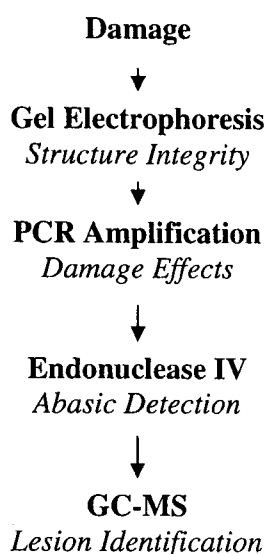 Damage
Gel Electrophoresis
Structure Integrity
PCR Amplification
Damage Effects
Endonuclease IV
Abasic Detection
GC-MS
Lesion Identification